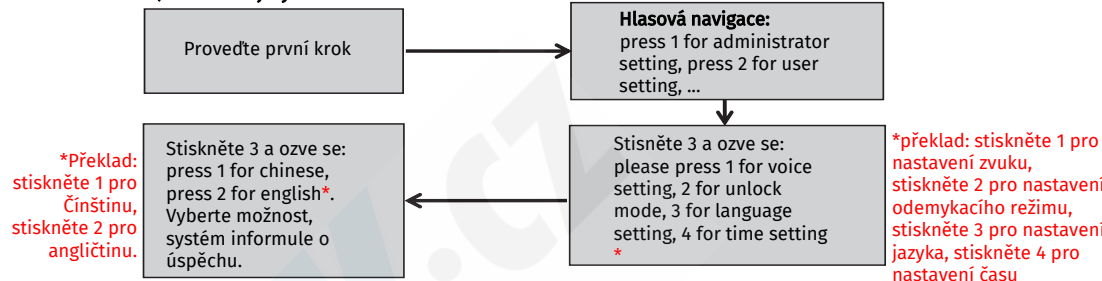 Proveďte první krok
Hlasová navigace:
press 1 for administrator
setting, press 2 for user
setting, ...
Stisněte 3 a ozve se:
please press 1 for voice
setting, 2 for unlock
mode, 3 for language
setting, 4 for time setting
*
*překlad: stiskněte 1 pro
nastavení zvuku,
stiskněte 2 pro nastavení
odemykacího režimu,
stiskněte 3 pro nastavení
jazyka, stiskněte 4 pro
nastavení času
Stiskněte 3 a ozve se:
press 1 for chinese,
press 2 for english*.
Vyberte možnost,
systém informule o
úspěchu.
*Překlad:
stiskněte 1 pro
Čínštinu,
stiskněte 2 pro
angličtinu.